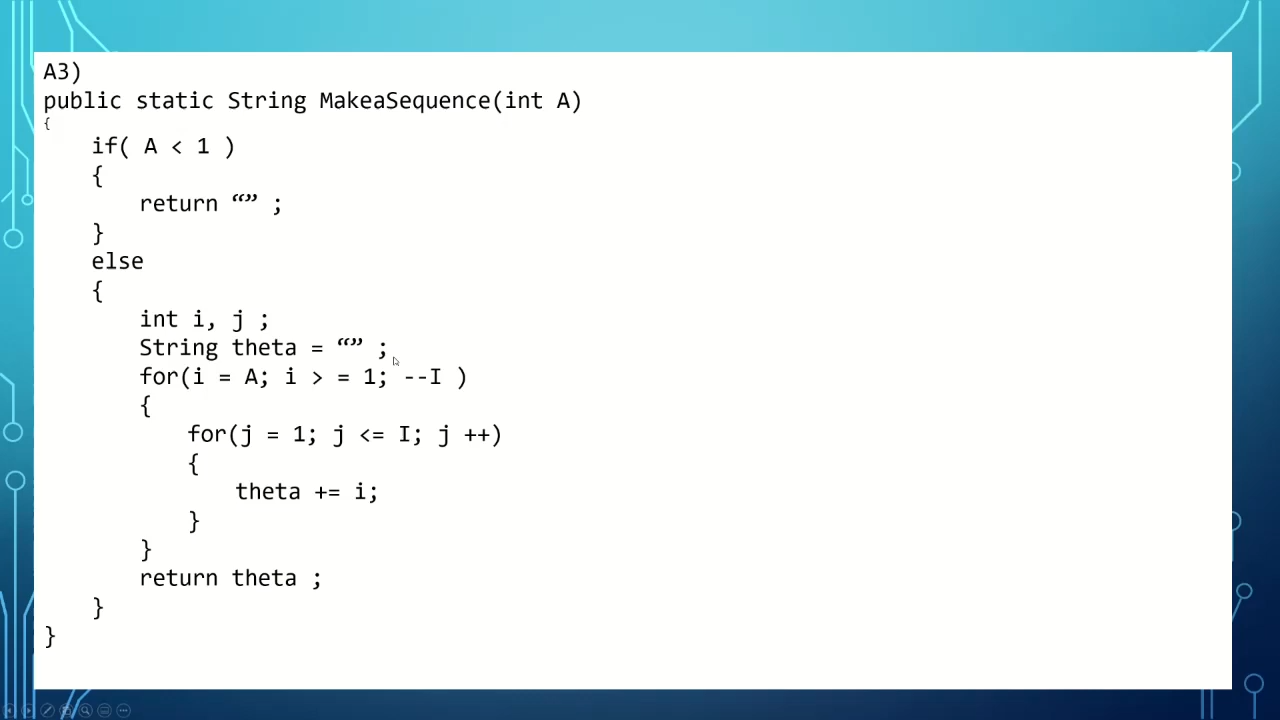 A3)
public static String MakeaSequence(int A)
{
if( A < 1 )
{
return “” ;
}
else
{
int i, j ;
String theta = “” ;
for(i = A; i > = 1; --I )
{
for(j = 1; j <= I; j ++)
{
theta += i;
}
}
return theta ;
}
}